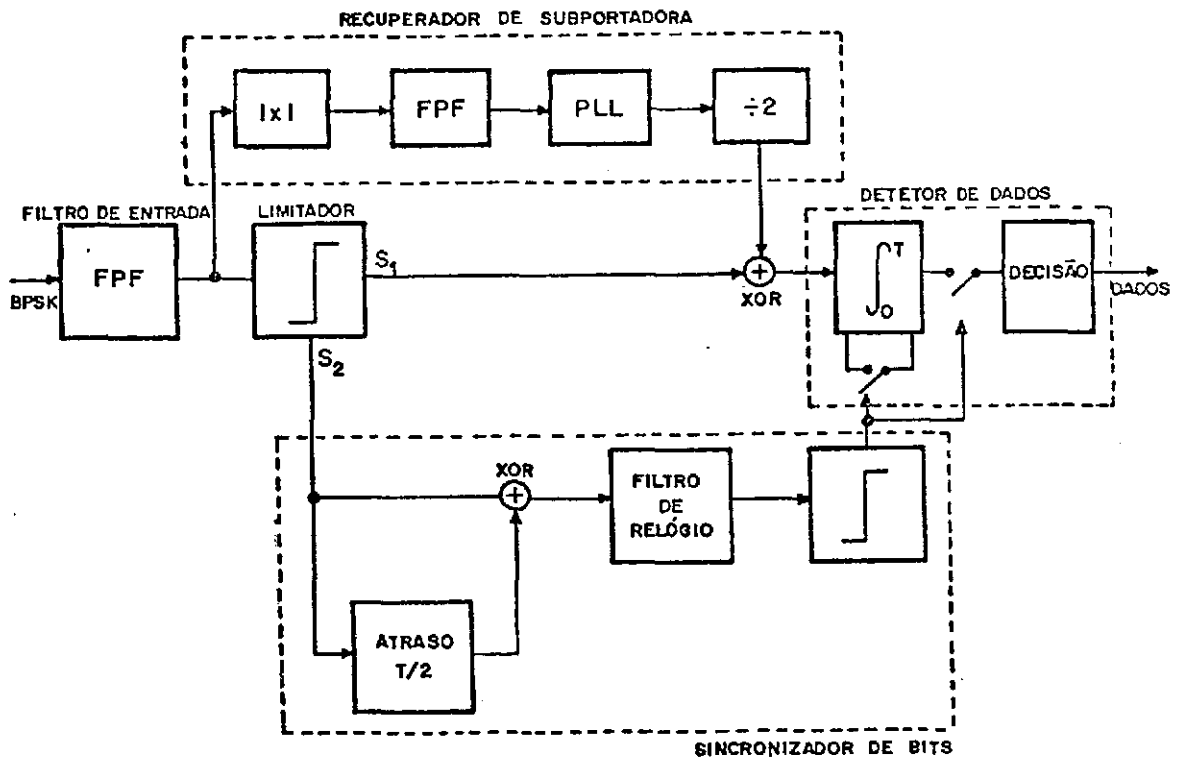 RECUPERADOR DE SUBPORTADORA
|x|
FPF
PLL
÷2
FILTRO DE ENTRADA
LIMITADOR
DETETOR DE DADOS
FPF
BPSK
S1
S2
+
XOR
∫
T
0
DECISÃO
DADOS
XOR
+
FILTRO
DE
RELÓGIO
ATRASO
T/2
SINCRONIZADOR DE BITS